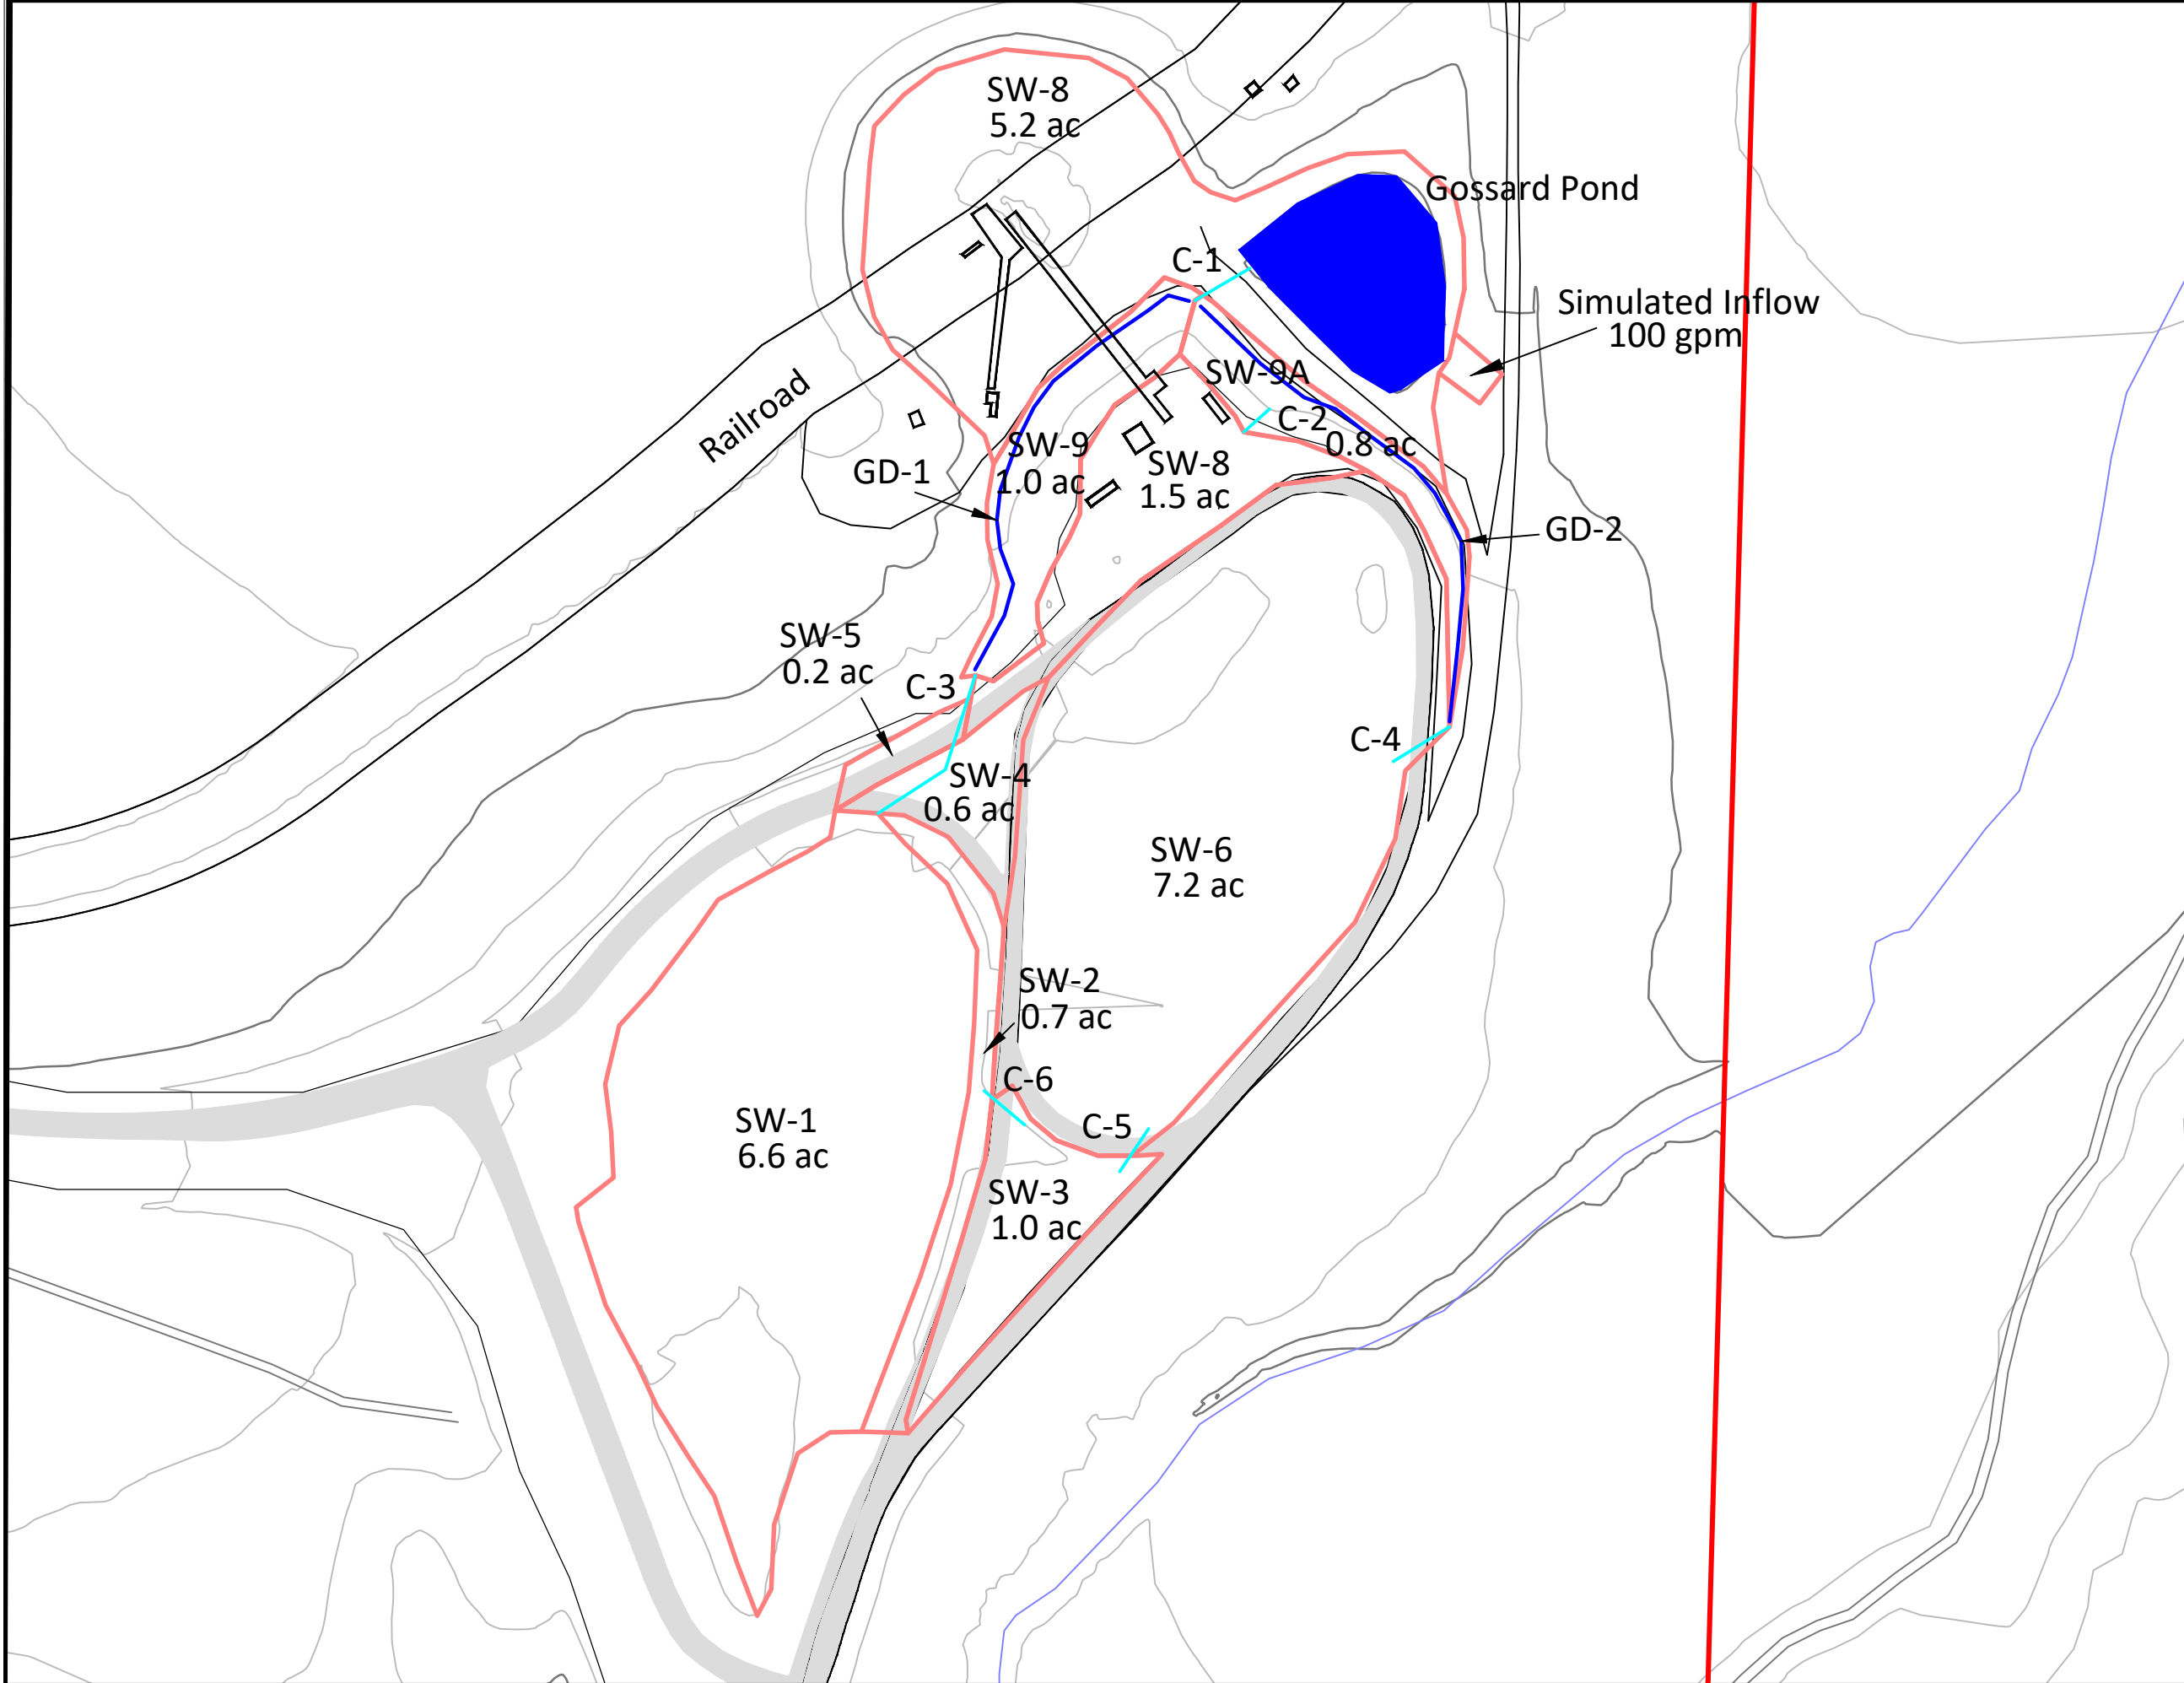 SW-8
5.2 ac
Gossard Pond
C-1
Simulated Inflow
100 gpm
SW-9A
Railroad
C-2
0.8 ac
SW-9
1.0 ac
SW-8
1.5 ac
GD-1
GD-2
SW-5
0.2 ac
C-3
C-4
SW-4
0.6 ac
SW-6
7.2 ac
SW-2
0.7 ac
C-6
SW-1
6.6 ac
C-5
SW-3
1.0 ac